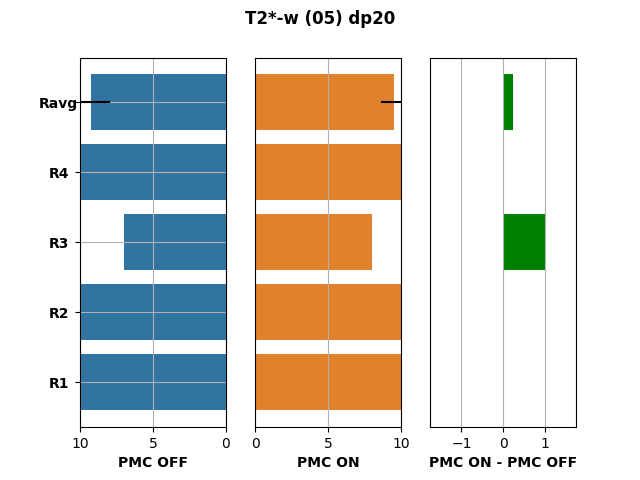 T2*-w (05) dp20
Ravg
R4
R3
R2
R1
10 5 0
0 5 10
−1 0 1
PMC OFF
PMC ON
PMC ON - PMC OFF